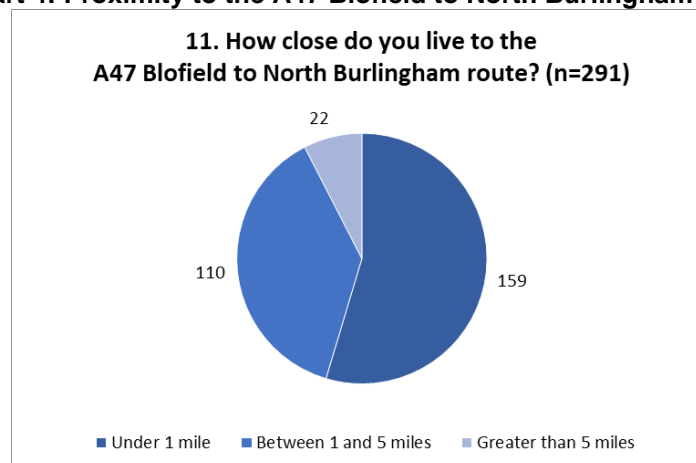 11. How close do you live to the
A47 Blofield to North Burlingham route? (n=291)
22
110
159
Under 1 mile
Between 1 and 5 miles
Greater than 5 miles